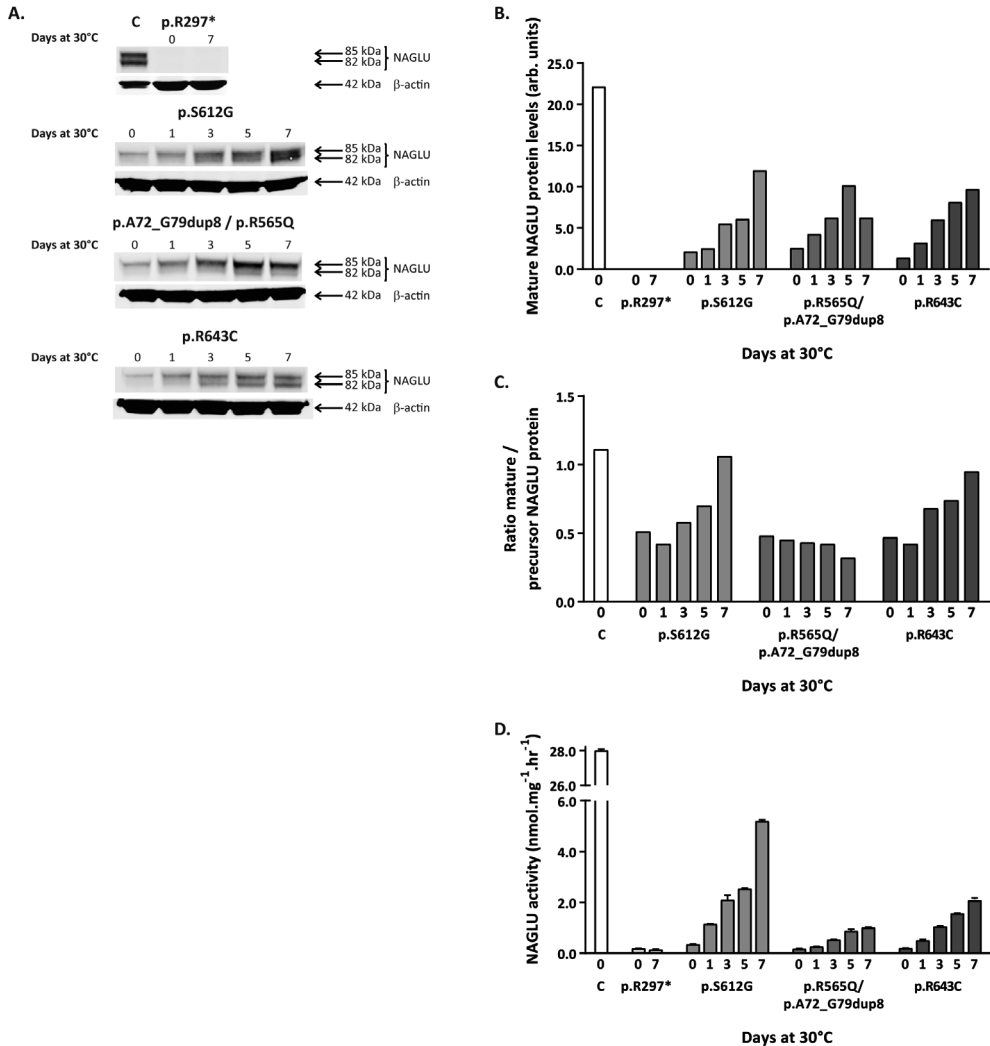 A.
C p.R297*
Days at 30°C 0 7
85 kDa
82 kDa
NAGLU
42 kDa β-actin
p.S612G
Days at 30°C 0 1 3 5 7
85 kDa
82 kDa
NAGLU
42 kDa β-actin
p.A72_G79dup8 / p.R565Q
Days at 30°C 0 1 3 5 7
85 kDa
82 kDa
NAGLU
42 kDa β-actin
p.R643C
Days at 30°C 0 1 3 5 7
85 kDa
82 kDa
NAGLU
42 kDa β-actin
B.
Mature NAGLU protein levels (arb. units)
25.0
20.0
15.0
10.0
5.0
0.0
0 0 7 0 1 3 5 7 0 1 3 5 7 0 1 3 5 7
C p.R297* p.S612G p.R565Q/ p.R643C
p.A72_G79dup8
Days at 30°C
C.
Ratio mature /
precursor NAGLU protein
1.5
1.0
0.5
0.0
0 0 1 3 5 7 0 1 3 5 7 0 1 3 5 7
C p.S612G p.R565Q/ p.R643C
p.A72_G79dup8
Days at 30°C
D.
NAGLU activity (nmol.mg⁻¹.hr⁻¹)
28.0
26.0
6.0
4.0
2.0
0.0
0 0 7 0 1 3 5 7 0 1 3 5 7 0 1 3 5 7
C p.R297* p.S612G p.R565Q/ p.R643C
p.A72_G79dup8
Days at 30°C